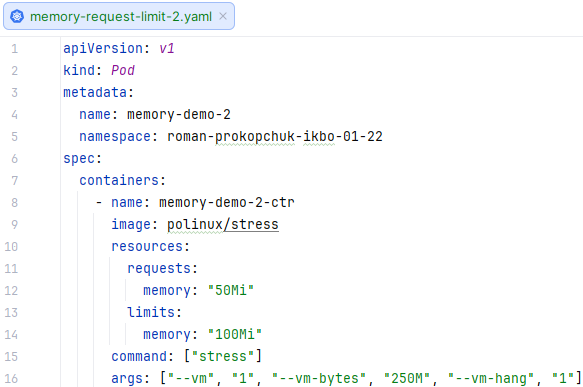 memory-request-limit-2.yaml
1 apiVersion: v1
2 kind: Pod
3 metadata:
4   name: memory-demo-2
5   namespace: roman-prokopchuk-ikbo-01-22
6 spec:
7   containers:
8     - name: memory-demo-2-ctr
9       image: polinux/stress
10       resources:
11         requests:
12           memory: "50Mi"
13         limits:
14           memory: "100Mi"
15       command: ["stress"]
16       args: ["--vm", "1", "--vm-bytes", "250M", "--vm-hang", "1"]